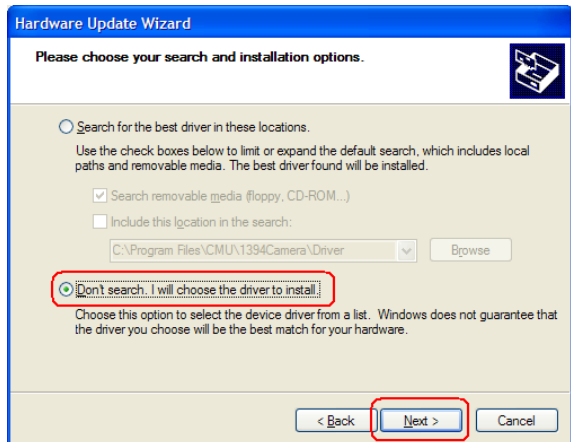 Hardware Update Wizard
Please choose your search and installation options.
Search for the best driver in these locations.
Use the check boxes below to limit or expand the default search, which includes local
paths and removable media. The best driver found will be installed.
Search removable media (floppy, CD-ROM...)
Include this location in the search:
C:\Program Files\CMU\1394Camera\Driver
Browse
Don't search. I will choose the driver to install.
Choose this option to select the device driver from a list. Windows does not guarantee that
the driver you choose will be the best match for your hardware.
< Back Next > Cancel